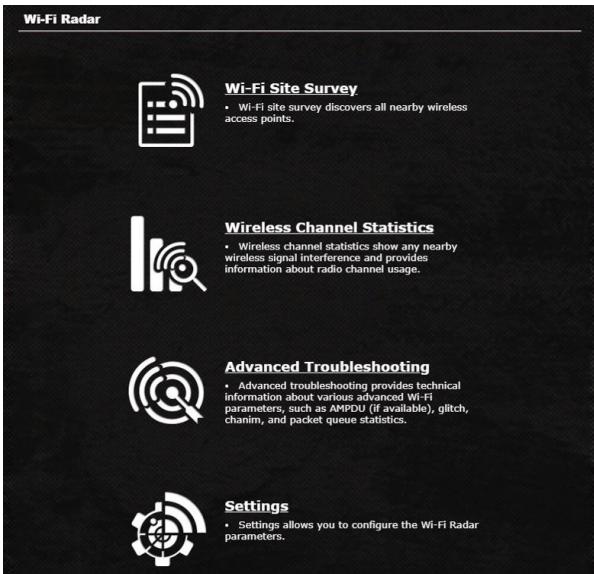 Wi-Fi Radar
Wi-Fi Site Survey
• Wi-Fi site survey discovers all nearby wireless
access points.
Wireless Channel Statistics
• Wireless channel statistics show any nearby
wireless signal interference and provides
information about radio channel usage.
Advanced Troubleshooting
• Advanced troubleshooting provides technical
information about various advanced Wi-Fi
parameters, such as AMPDU (if available), glitch,
chanim, and packet queue statistics.
Settings
• Settings allows you to configure the Wi-Fi Radar
parameters.